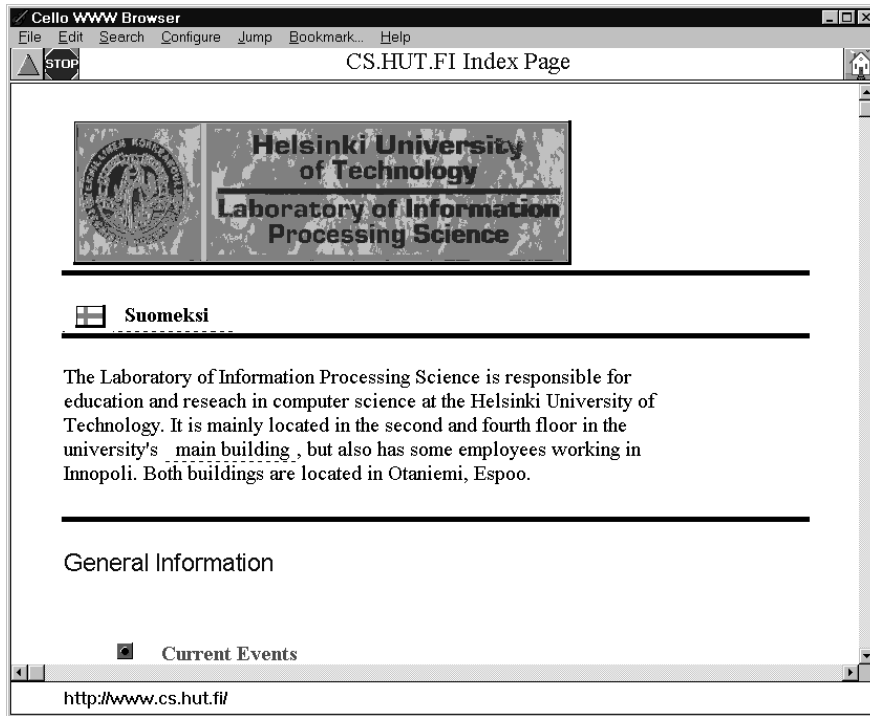 Cello WWW Browser
File Edit Search Configure Jump Bookmark... Help
STOP
CS.HUT.FI Index Page
Helsinki University
of Technology
Laboratory of Information
Processing Science
Suomeksi
The Laboratory of Information Processing Science is responsible for
education and reseach in computer science at the Helsinki University of
Technology. It is mainly located in the second and fourth floor in the
university's main building , but also has some employees working in
Innopoli. Both buildings are located in Otaniemi, Espoo.
General Information
Current Events
http://www.cs.hut.fi/